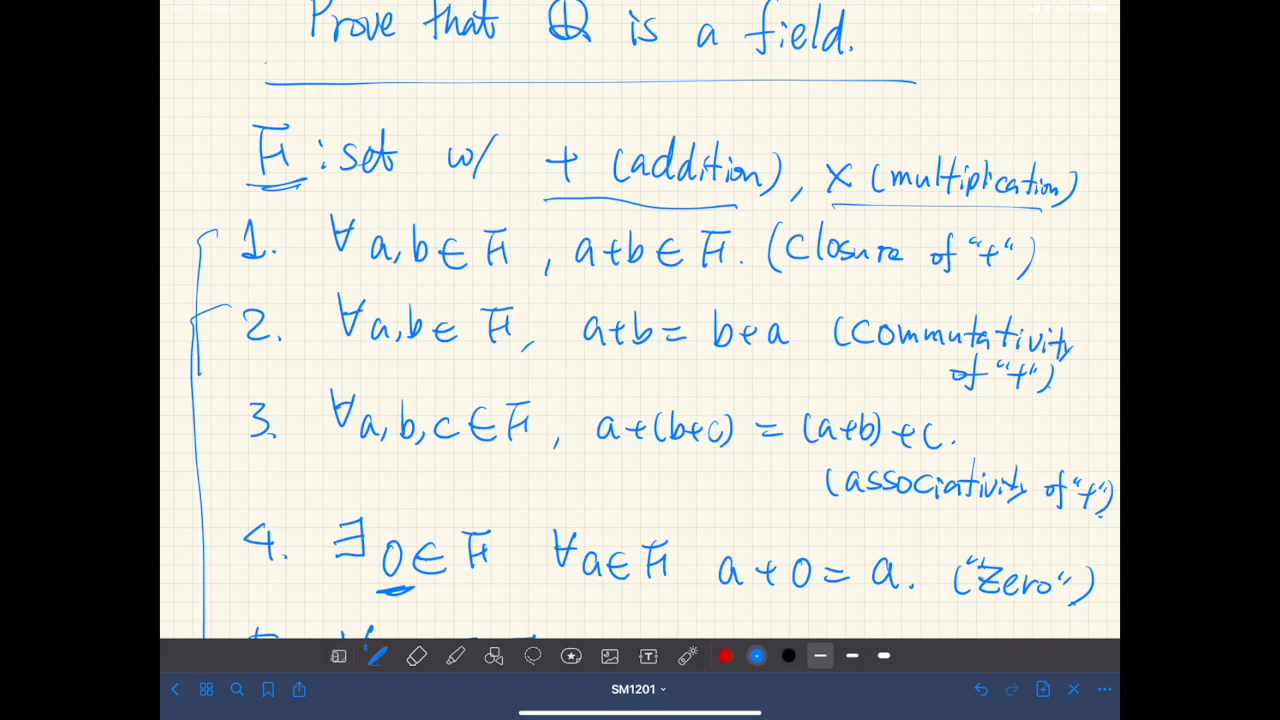 Prove that ℚ is a field.
𝔽 : set w/ + (addition), × (multiplication)
1. ∀a,b∈𝔽, a+b∈𝔽. (Closure of "+")
2. ∀a,b∈𝔽, a+b = b+a (Commutativity
of "+")
3. ∀a,b,c∈𝔽, a+(b+c) = (a+b)+c.
(associativity of "+")
4. ∃0∈𝔽 ∀a∈𝔽 a+0=a. ("Zero")
SM1201